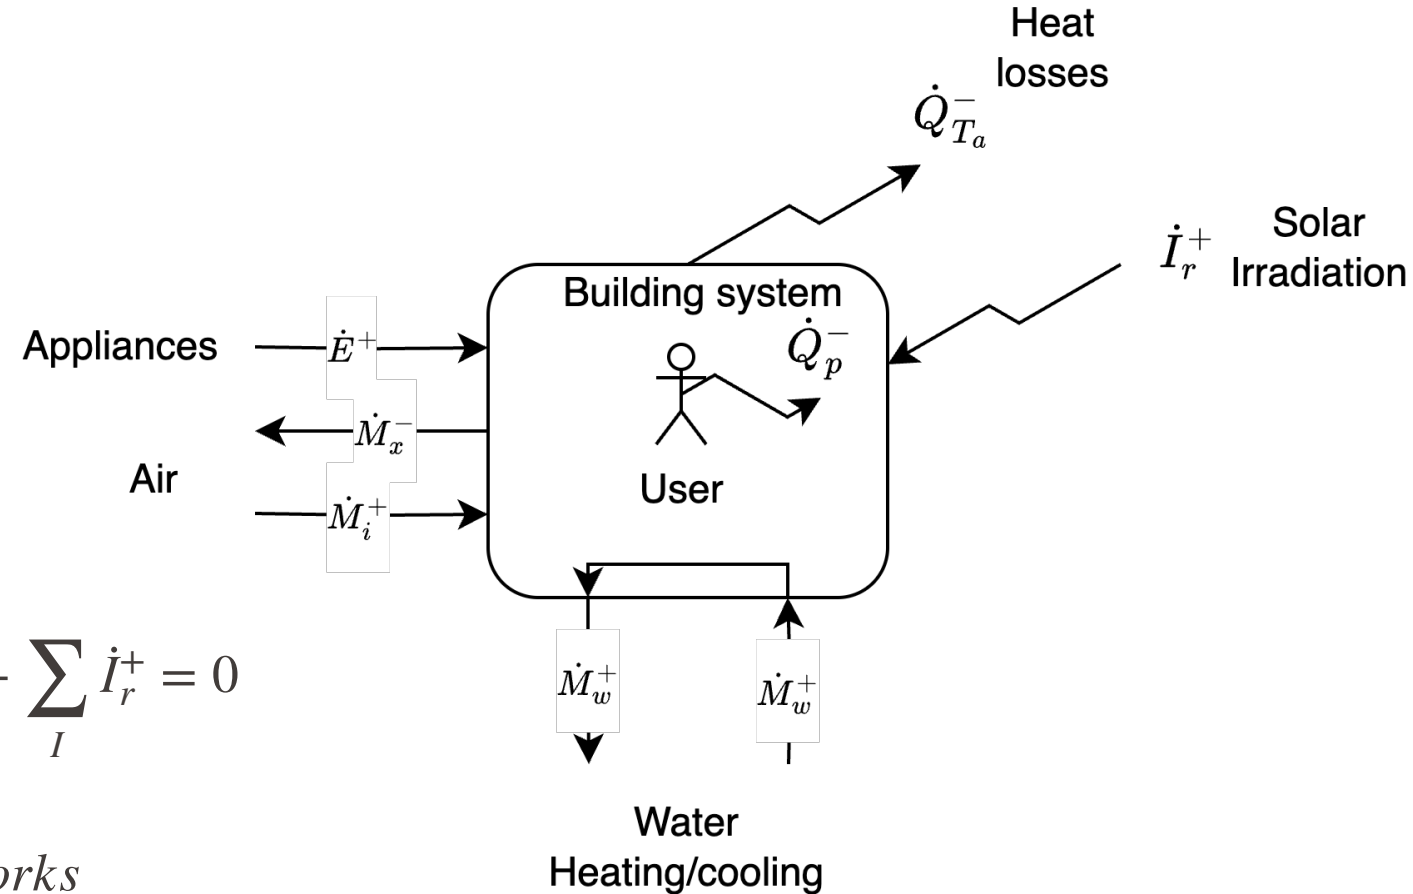 Heat
losses
Q̇⁻_{T_a}
İ⁺_r
Solar
Irradiation
Building system
Q̇⁻_p
Appliances
Ė⁺
Ṁ⁻_x
Air
Ṁ⁺_i
User
∑_I İ⁺_r = 0
Ṁ⁺_w
Ṁ⁺_w
Water
Heating/cooling
orks